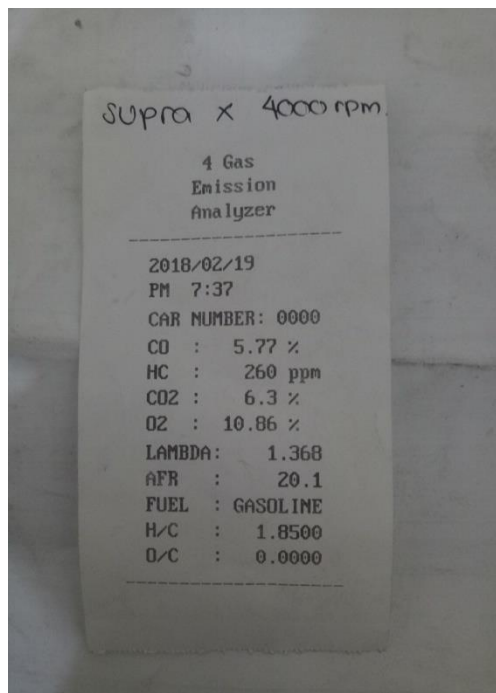 Supra x 4000 rpm.
4 Gas
Emission
Analyzer
2018/02/19
PM 7:37
CAR NUMBER: 0000
CO : 5.77 %
HC : 260 ppm
CO2 : 6.3 %
O2 : 10.86 %
LAMBDA: 1.368
AFR : 20.1
FUEL : GASOLINE
H/C : 1.8500
O/C : 0.0000